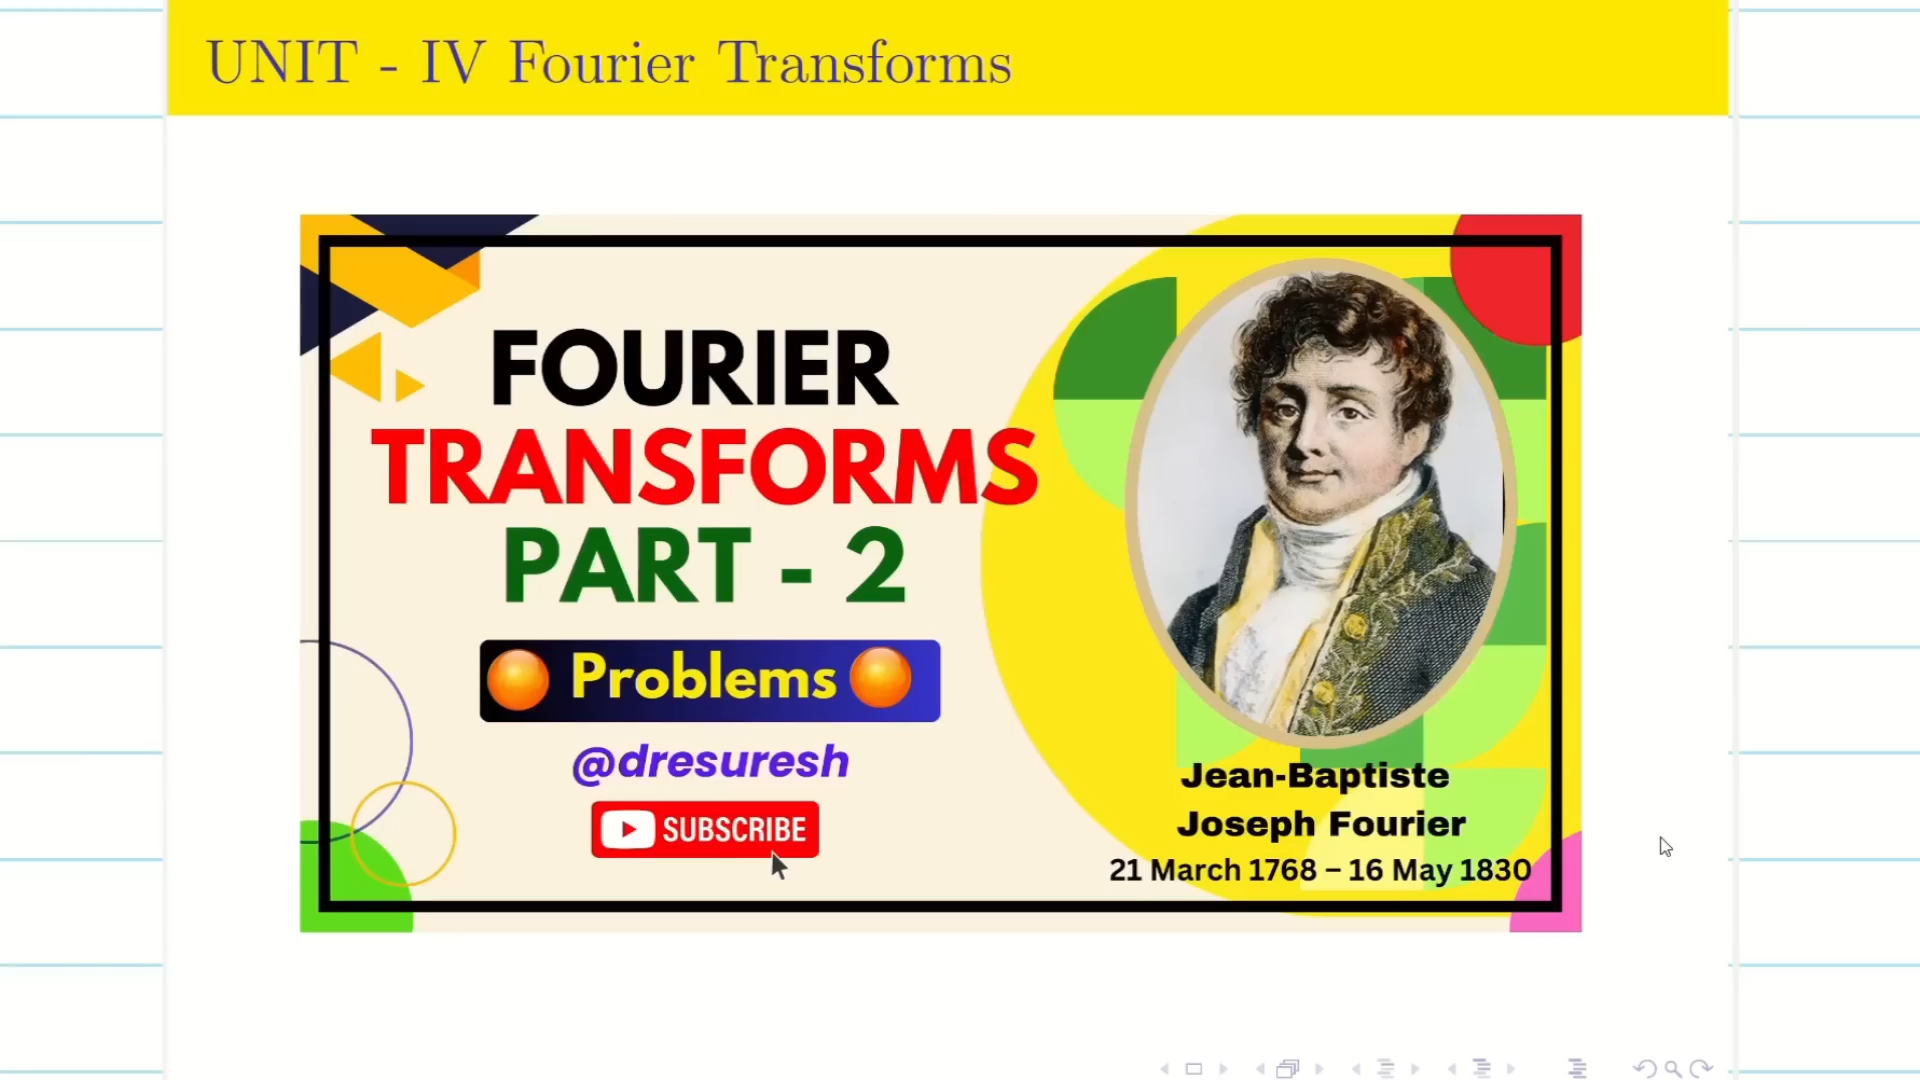 UNIT - IV Fourier Transforms
FOURIER
TRANSFORMS
PART - 2
Problems
@dresuresh
SUBSCRIBE
Jean-Baptiste
Joseph Fourier
21 March 1768 – 16 May 1830